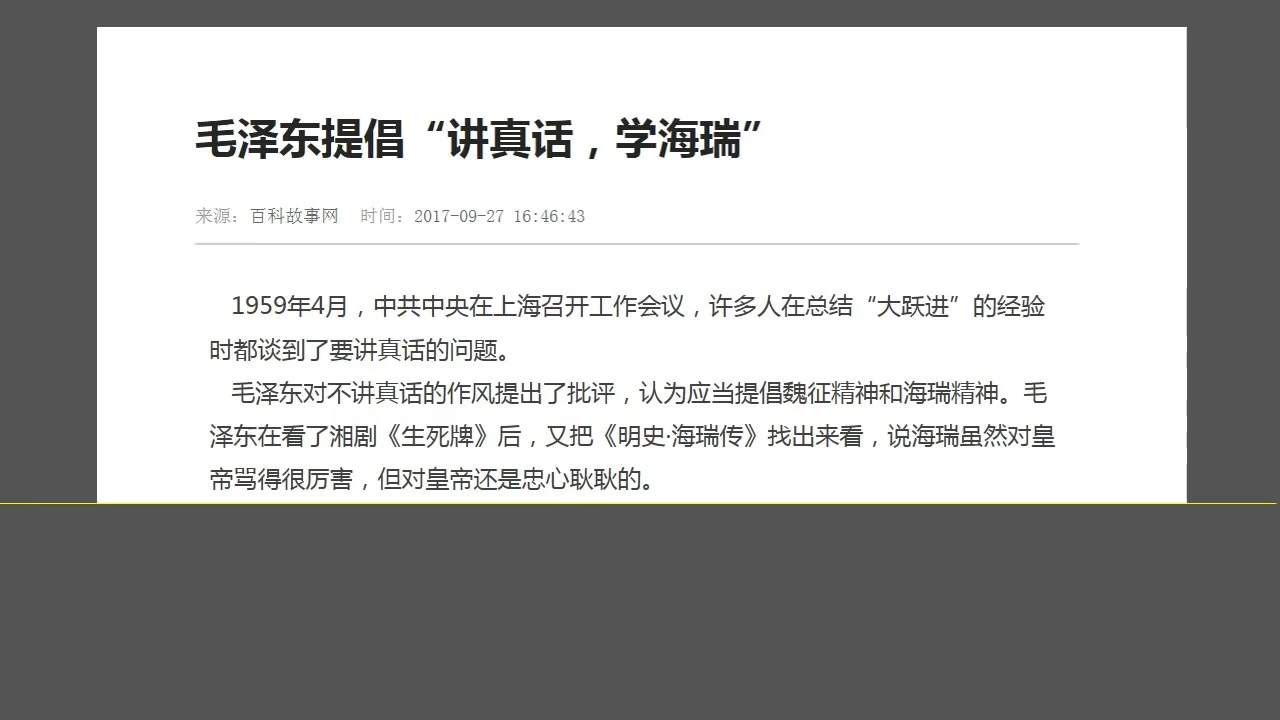 毛泽东提倡“讲真话，学海瑞”
来源：百科故事网 时间：2017-09-27 16:46:43
1959年4月，中共中央在上海召开工作会议，许多人在总结“大跃进”的经验
时都谈到了要讲真话的问题。
毛泽东对不讲真话的作风提出了批评，认为应当提倡魏征精神和海瑞精神。毛
泽东在看了湘剧《生死牌》后，又把《明史·海瑞传》找出来看，说海瑞虽然对皇
帝骂得很厉害，但对皇帝还是忠心耿耿的。